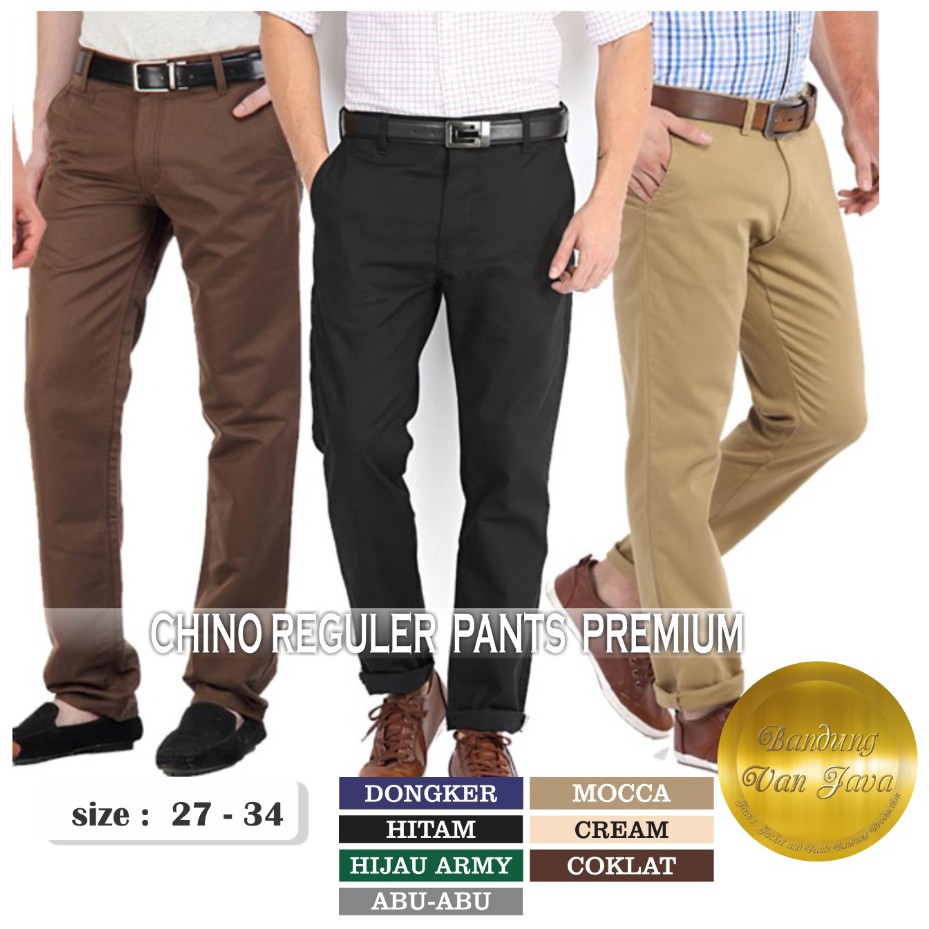 CHINO REGULER PANTS PREMIUM
Bandung
Van Java
size : 27 - 34
DONGKER
HITAM
HIJAU ARMY
ABU-ABU
MOCCA
CREAM
COKLAT